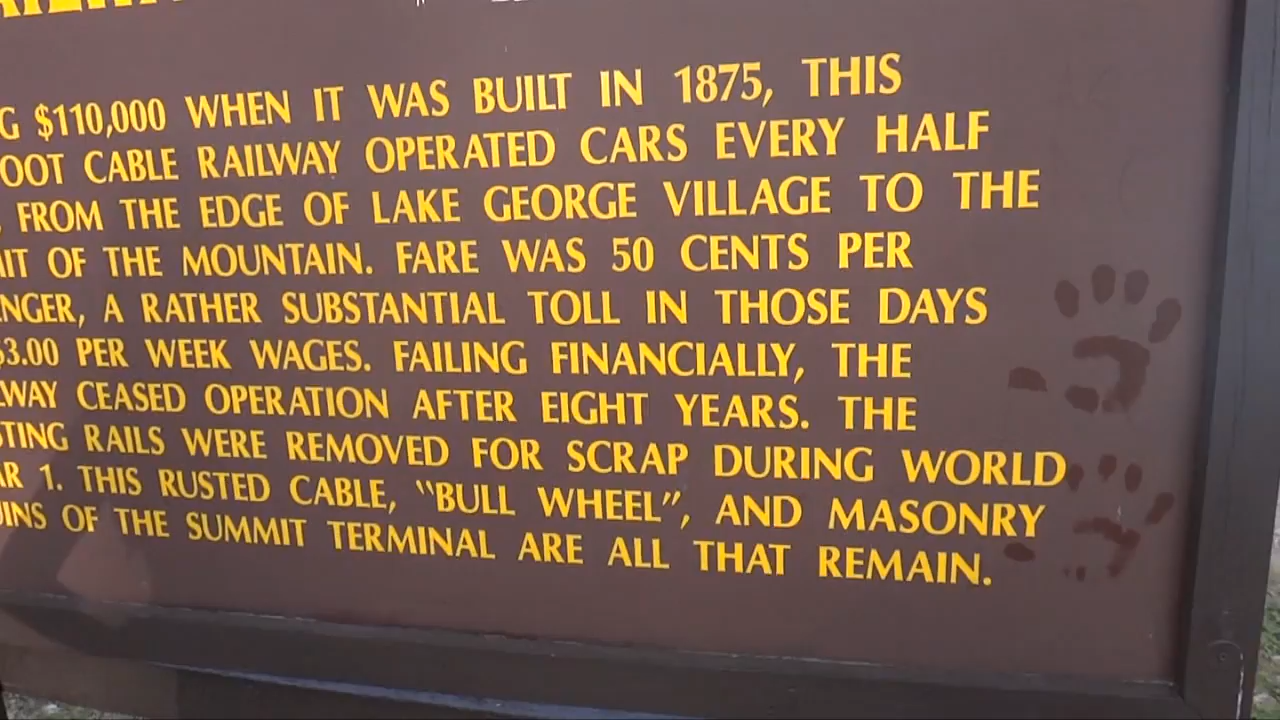 $110,000 WHEN IT WAS BUILT IN 1875, THIS
CABLE RAILWAY OPERATED CARS EVERY HALF
FROM THE EDGE OF LAKE GEORGE VILLAGE TO THE
OF THE MOUNTAIN. FARE WAS 50 CENTS PER
A RATHER SUBSTANTIAL TOLL IN THOSE DAYS
$3.00 PER WEEK WAGES. FAILING FINANCIALLY, THE
CEASED OPERATION AFTER EIGHT YEARS. THE
RAILS WERE REMOVED FOR SCRAP DURING WORLD
1. THIS RUSTED CABLE, "BULL WHEEL", AND MASONRY
OF THE SUMMIT TERMINAL ARE ALL THAT REMAIN.